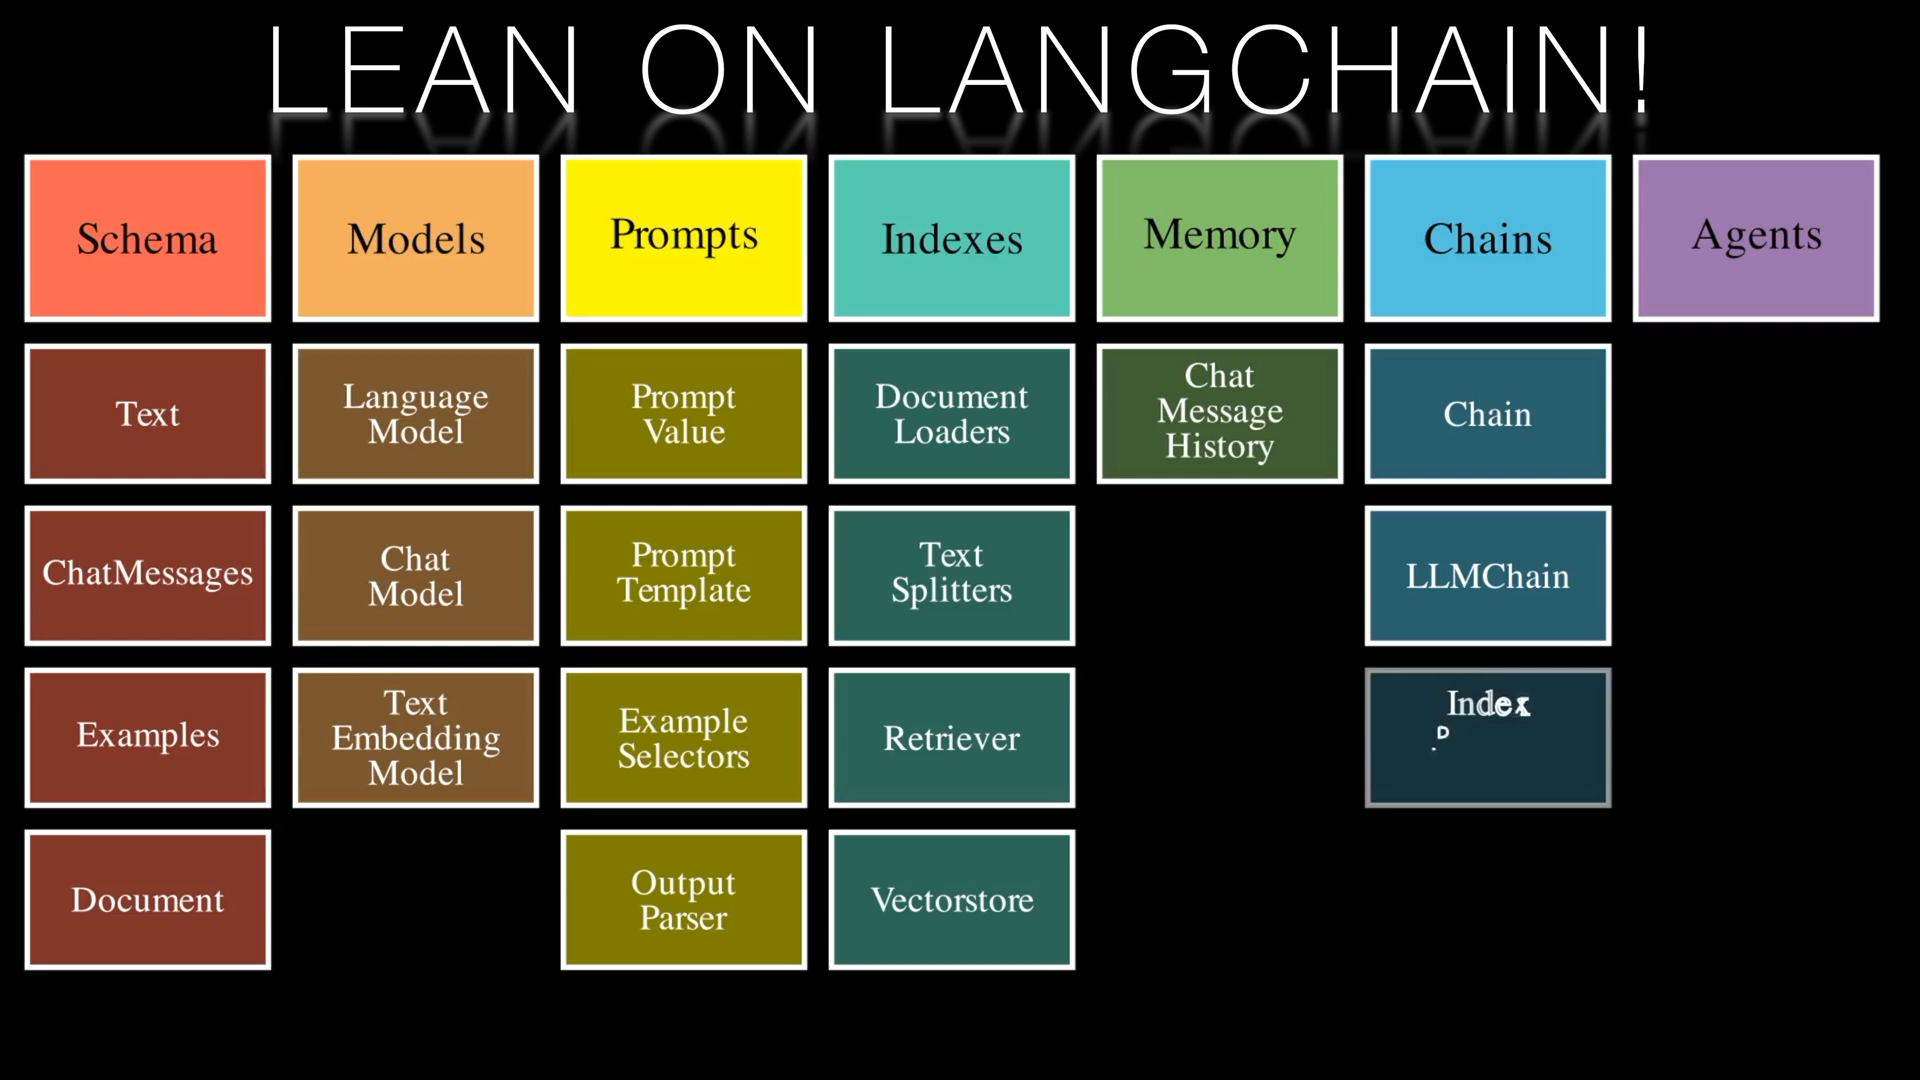 LEAN ON LANGCHAIN!
Schema
Models
Prompts
Indexes
Memory
Chains
Agents
Text
Language
Model
Prompt
Value
Document
Loaders
Chat
Message
History
Chain
ChatMessages
Chat
Model
Prompt
Template
Text
Splitters
LLMChain
Examples
Text
Embedding
Model
Example
Selectors
Retriever
Index
Document
Output
Parser
Vectorstore